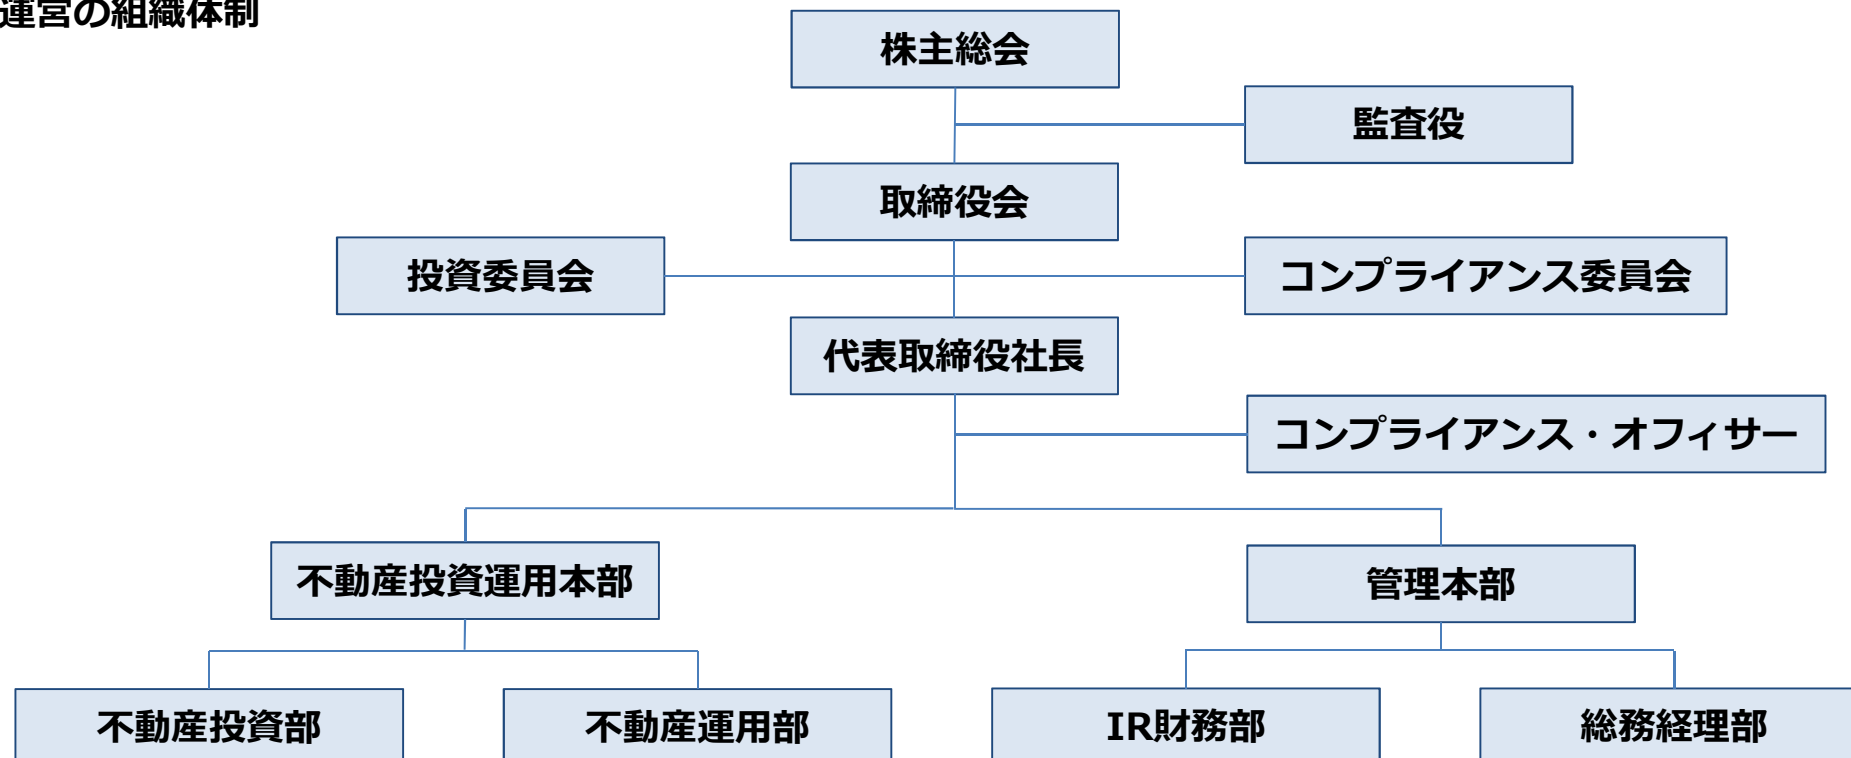 運営の組織体制
株主総会
監査役
取締役会
投資委員会
コンプライアンス委員会
代表取締役社長
コンプライアンス・オフィサー
不動産投資運用本部
管理本部
不動産投資部
不動産運用部
IR財務部
総務経理部